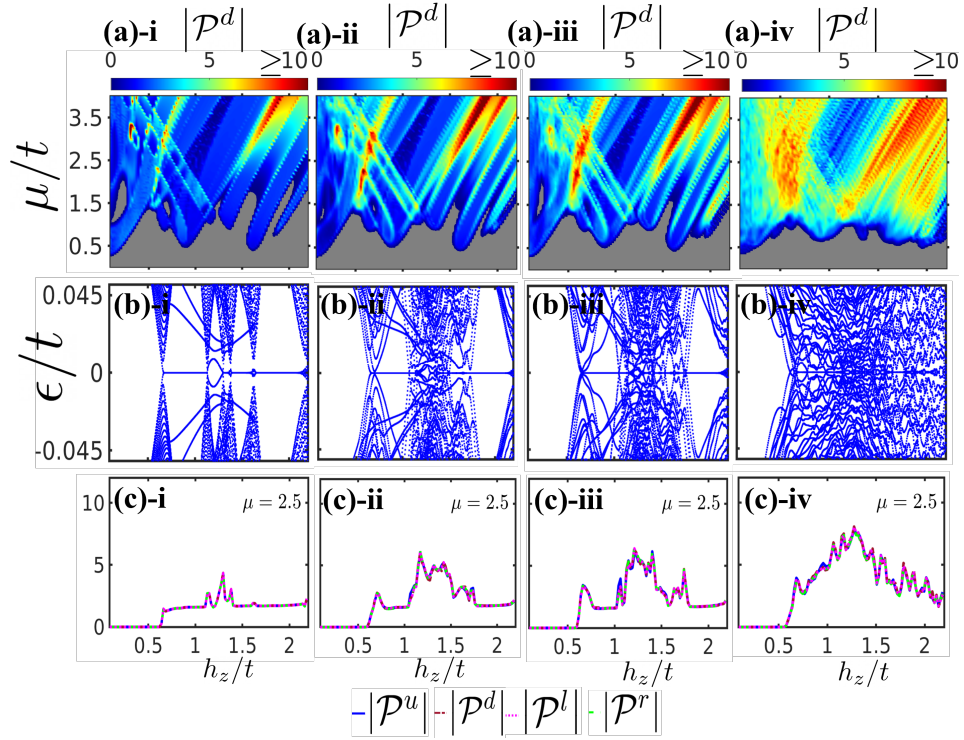 (a)-i |𝒫^d| (a)-ii |𝒫^d| (a)-iii |𝒫^d| (a)-iv |𝒫^d|
0 5 ≥10 0 5 ≥10 0 5 ≥10 0 5 ≥10
μ/t
3.5
2.5
1.5
0.5
(b)-i (b)-ii (b)-iii (b)-iv
ϵ/t
0.045
0
-0.045
(c)-i μ = 2.5 (c)-ii μ = 2.5 (c)-iii μ = 2.5 (c)-iv μ = 2.5
10
5
0
0.5 1 1.5 2 0.5 1 1.5 2 0.5 1 1.5 2 0.5 1 1.5 2
h_z/t h_z/t h_z/t h_z/t
|𝒫^u| |𝒫^d| |𝒫^l| |𝒫^r|